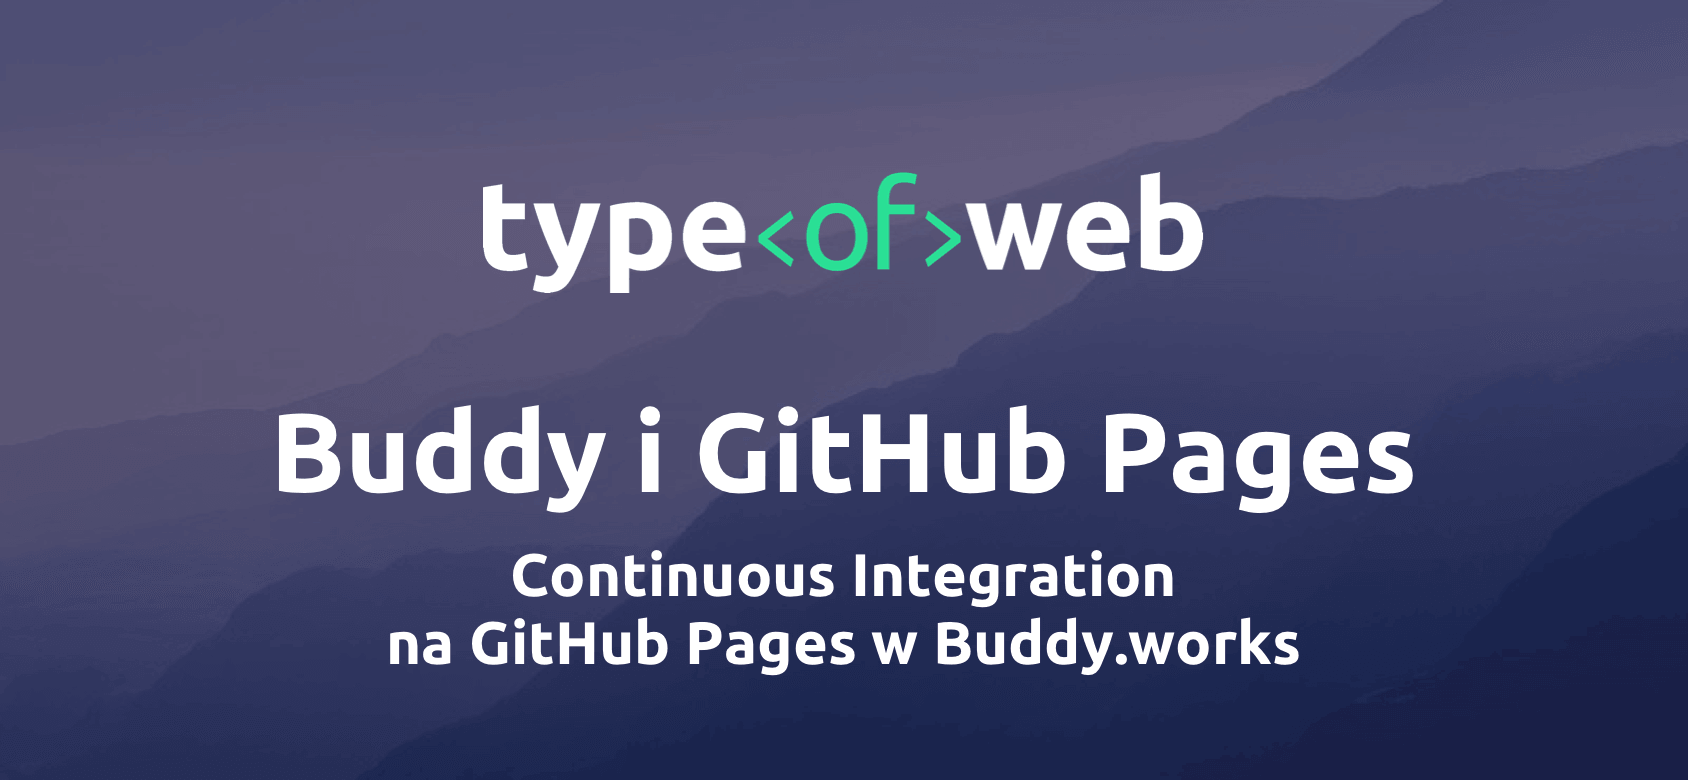 type<of>web
Buddy i GitHub Pages
Continuous Integration
na GitHub Pages w Buddy.works